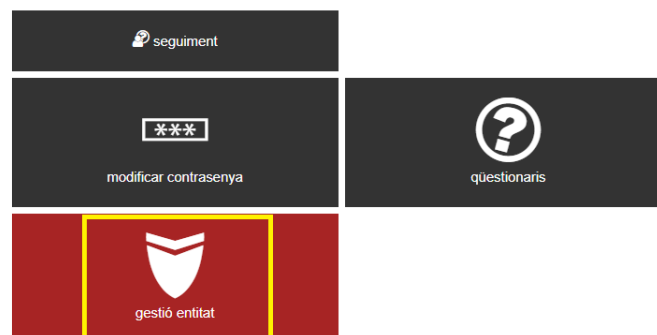 seguiment
***
modificar contrasenya
?
qüestionaris
gestió entitat